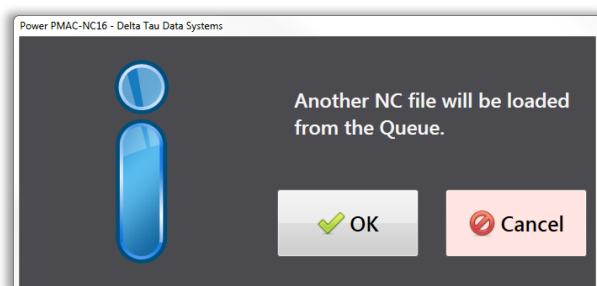 Power PMAC-NC16 - Delta Tau Data Systems
Another NC file will be loaded
from the Queue.
OK
Cancel